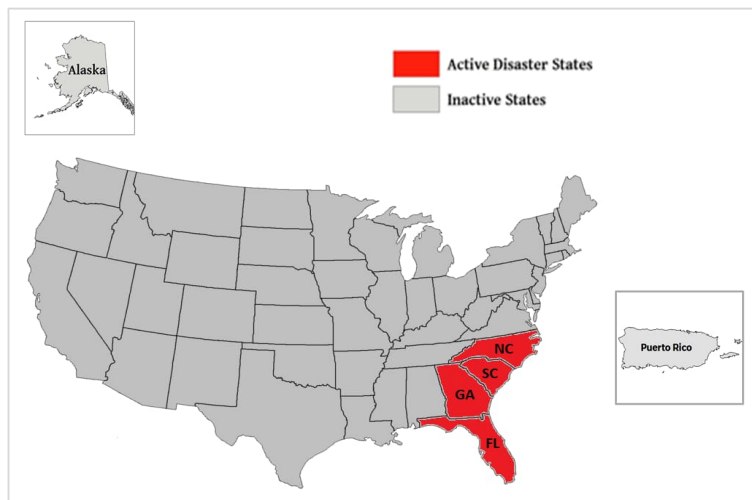 Alaska
Active Disaster States
Inactive States
NC
SC
GA
FL
Puerto Rico